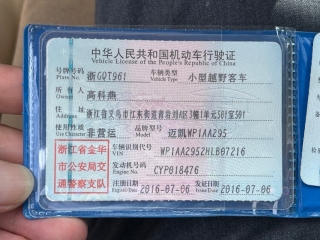 中华人民共和国机动车行驶证
Vehicle License of the People's Republic of China
号牌号码 浙GQT961 车辆类型 小型越野客车
Plate No. Vehicle Type
所有人 高科燕
Owner
住址 浙江省义乌市江东街道青岩刘A区3幢1单元501室501
Address
使用性质 非营运 品牌型号 迈凯WP1AA295
Use Character Model
浙江省金华
市公安局交
通警察支队
车辆识别代号 WP1AA2952HLB07216
VIN
发动机号码 CYP018476
Engine No.
注册日期 2016-07-06 发证日期 2016-07-06
Register Date Issue Date